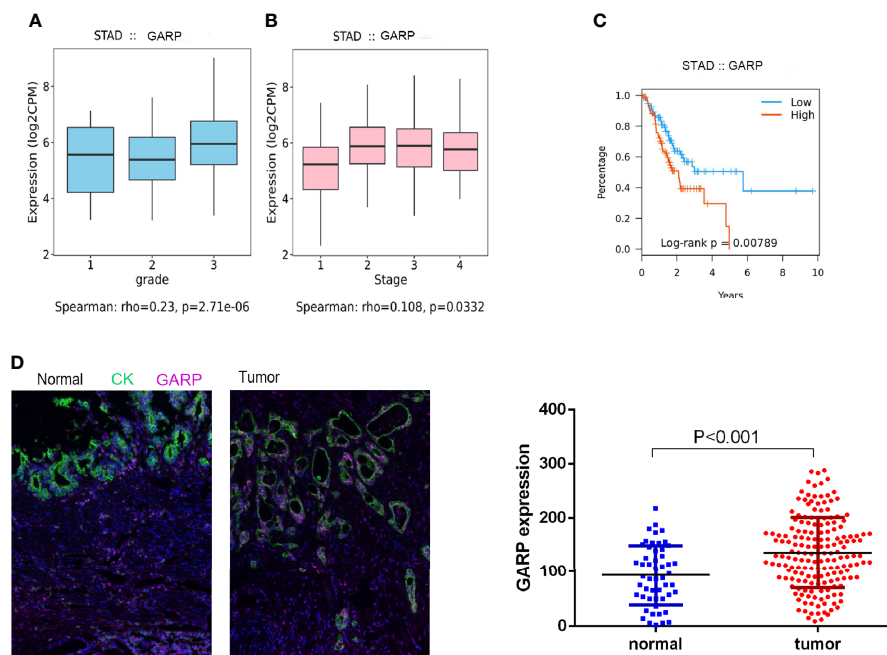 A
STAD :: GARP
Expression (log2CPM)
8
6
4
2
1 2 3
grade
Spearman: rho=0.23, p=2.71e-06
B
STAD :: GARP
Expression (log2CPM)
8
6
4
2
1 2 3 4
Stage
Spearman: rho=0.108, p=0.0332
C
STAD :: GARP
Percentage
1.0
0.8
0.6
0.4
0.2
0.0
Low
High
Log-rank p = 0.00789
0 2 4 6 8 10
Years
D
Normal CK GARP
Tumor
GARP expression
400
300
200
100
0
P<0.001
normal tumor